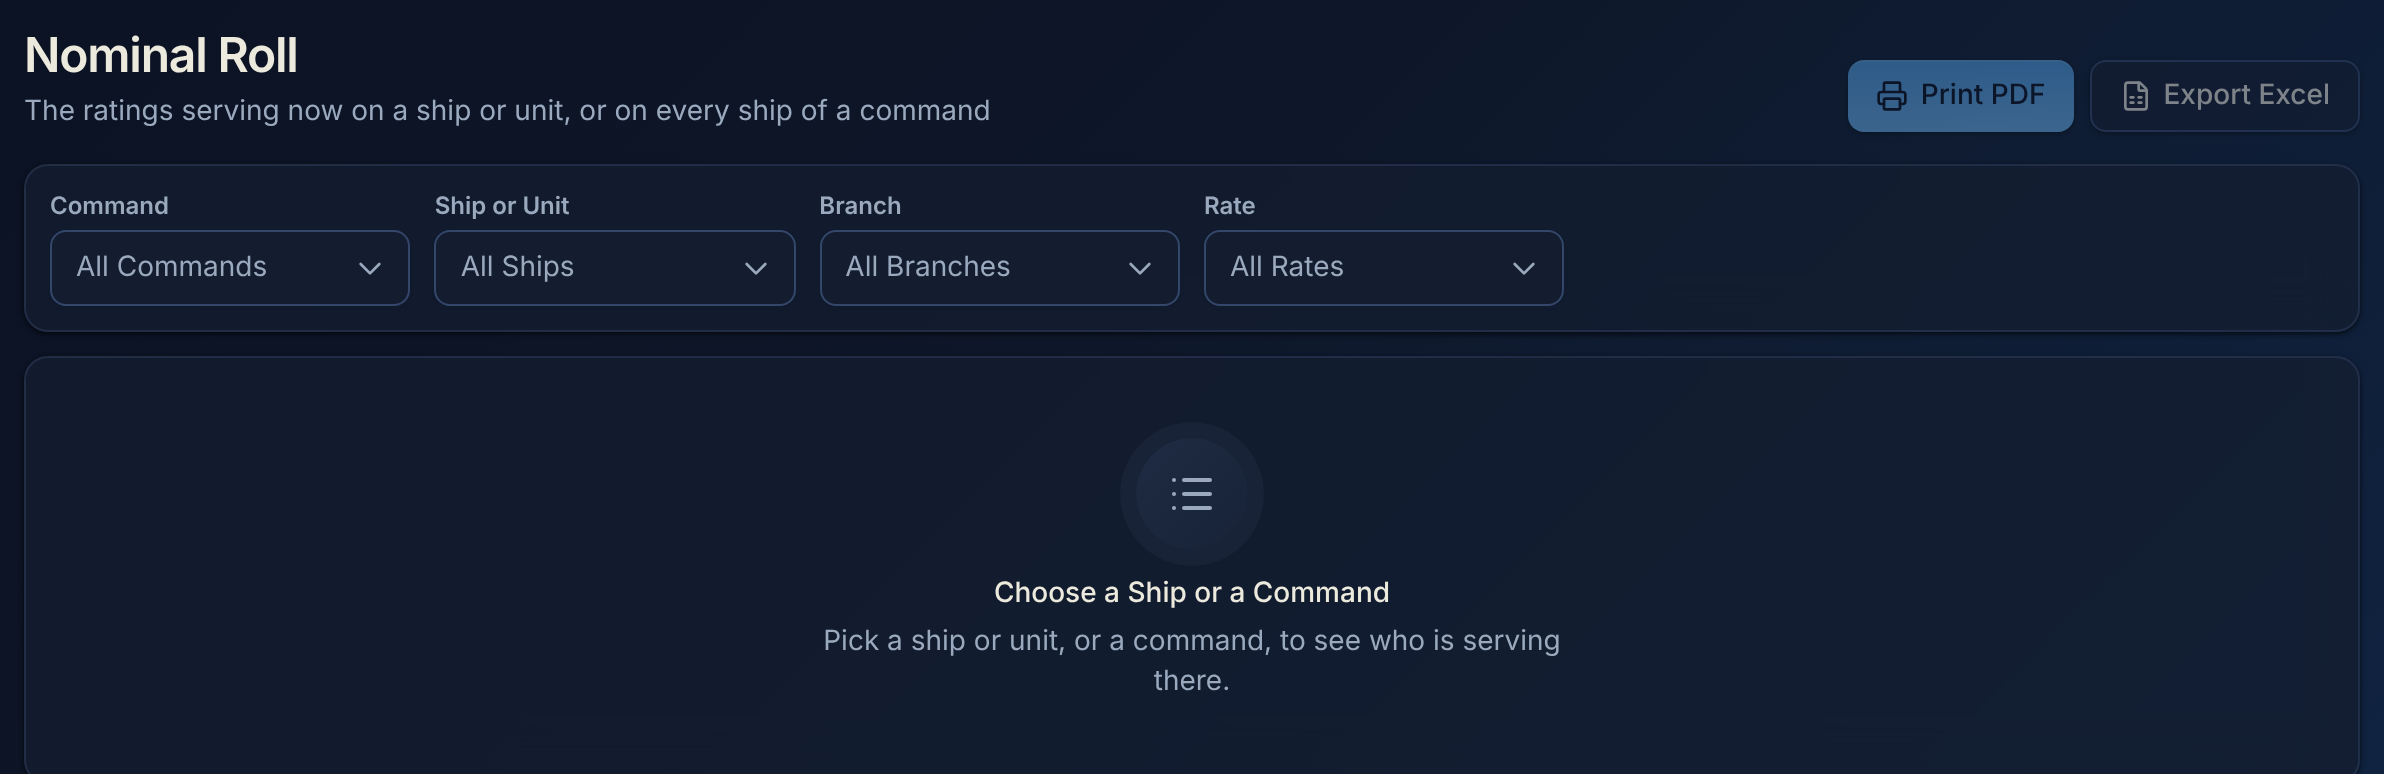 Nominal Roll
The ratings serving now on a ship or unit, or on every ship of a command
Print PDF
Export Excel
Command
Ship or Unit
Branch
Rate
All Commands
All Ships
All Branches
All Rates
Choose a Ship or a Command
Pick a ship or unit, or a command, to see who is serving
there.